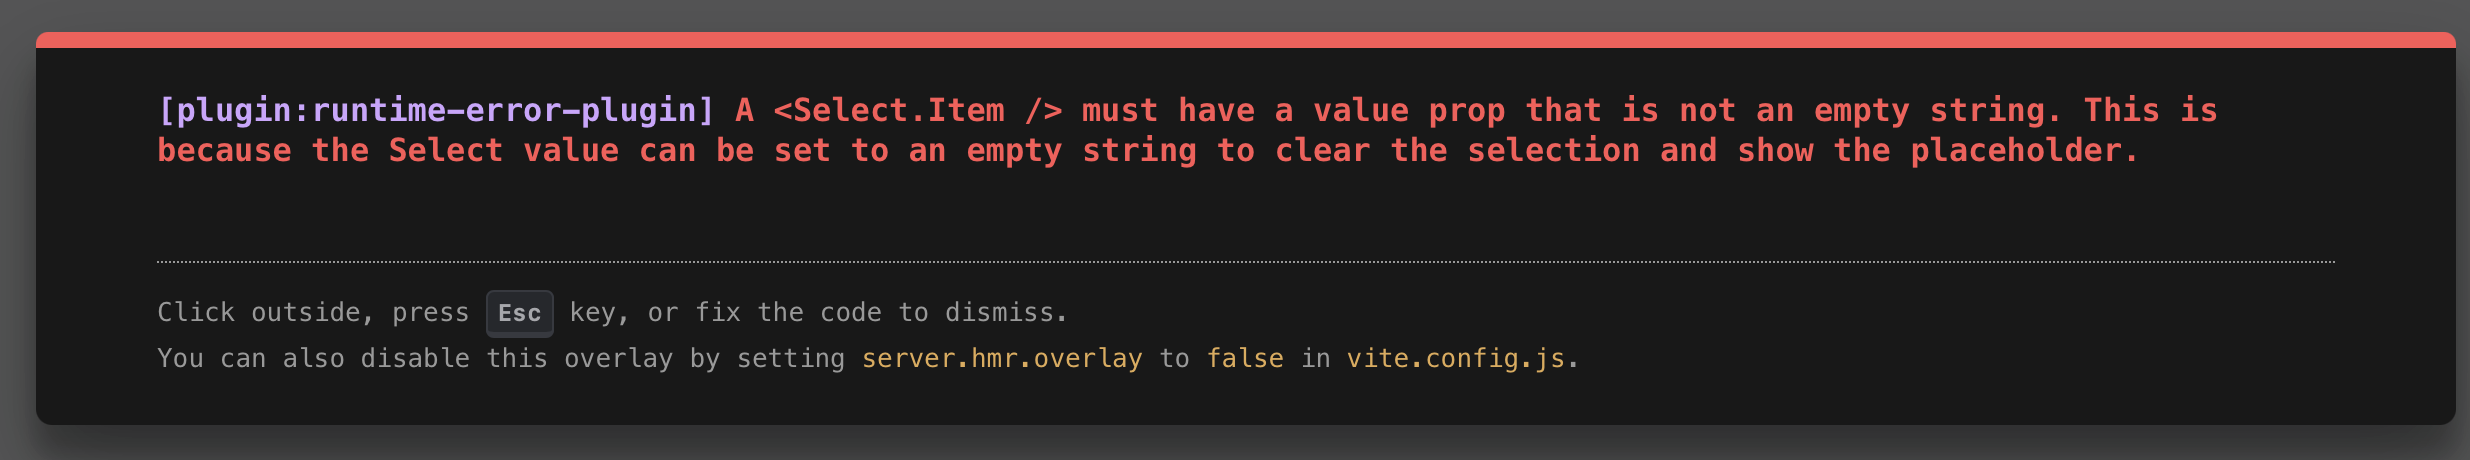 [plugin:runtime-error-plugin] A <Select.Item /> must have a value prop that is not an empty string. This is
because the Select value can be set to an empty string to clear the selection and show the placeholder.
Click outside, press Esc key, or fix the code to dismiss.
You can also disable this overlay by setting server.hmr.overlay to false in vite.config.js.